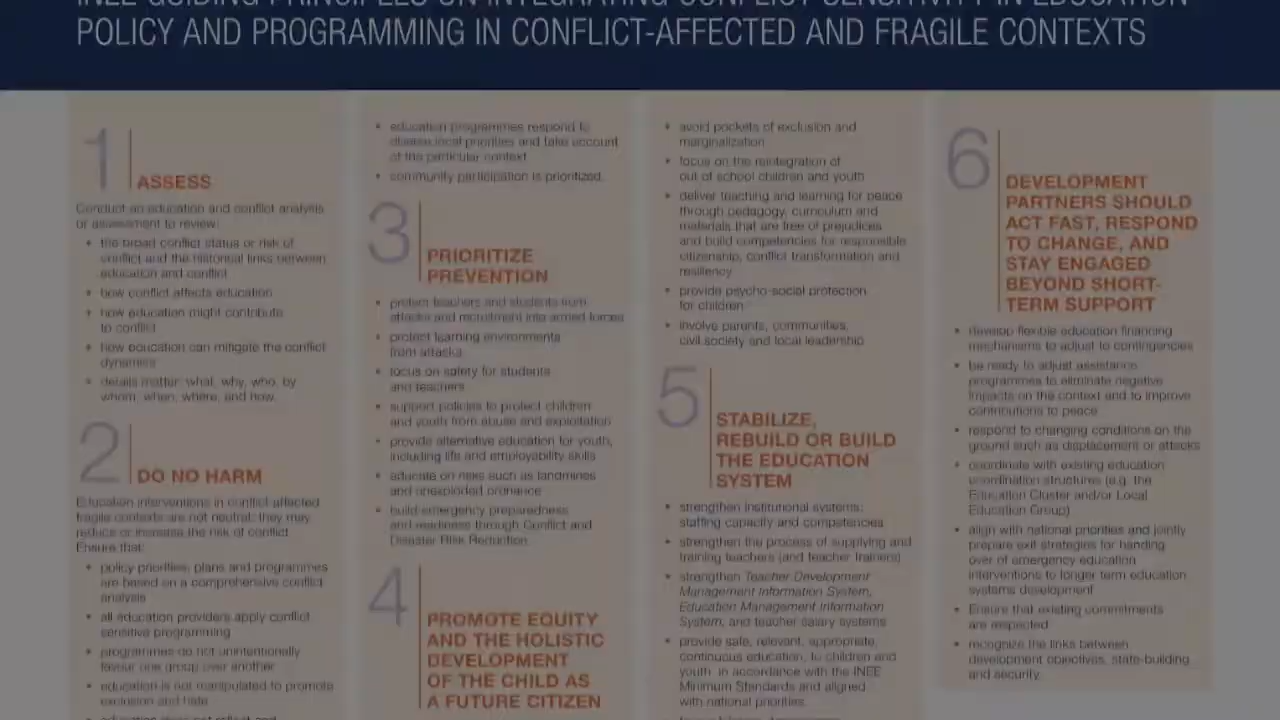 INEE GUIDING PRINCIPLES ON INTEGRATING CONFLICT SENSITIVITY IN EDUCATION
POLICY AND PROGRAMMING IN CONFLICT-AFFECTED AND FRAGILE CONTEXTS
1
ASSESS
Conduct an education and conflict analysis
or assessment to review:
• the broad conflict status or risk of
conflict and the historical links between
education and conflict
• how conflict affects education
• how education might contribute
to conflict
• how education can mitigate the conflict
dynamics
• details matter: what, why, who, by
whom, when, where, and how.
2
DO NO HARM
Education interventions in conflict-affected
fragile contexts are not neutral: they may
reduce or increase the risk of conflict.
Ensure that:
• policy priorities, plans and programmes
are based on a comprehensive conflict
analysis
• all education providers apply conflict
sensitive programming
• programmes do not unintentionally
favour one group over another
• education is not manipulated to promote
exclusion and hate
• education does not reflect and
• education programmes respond to
diverse local priorities and take account
of the particular context
• community participation is prioritized.
3
PRIORITIZE
PREVENTION
• protect teachers and students from
attacks and recruitment into armed forces
• protect learning environments
from attacks
• focus on safety for students
and teachers
• support policies to protect children
and youth from abuse and exploitation
• provide alternative education for youth,
including life and employability skills
• educate on risks such as landmines
and unexploded ordnance
• build emergency preparedness
and readiness through Conflict and
Disaster Risk Reduction.
4
PROMOTE EQUITY
AND THE HOLISTIC
DEVELOPMENT
OF THE CHILD AS
A FUTURE CITIZEN
• avoid pockets of exclusion and
marginalization
• focus on the reintegration of
out of school children and youth
• deliver teaching and learning for peace
through pedagogy, curriculum and
materials that are free of prejudices
and build competencies for responsible
citizenship, conflict transformation and
resiliency
• provide psycho-social protection
for children
• involve parents, communities,
civil society and local leadership
5
STABILIZE,
REBUILD OR BUILD
THE EDUCATION
SYSTEM
• strengthen institutional systems:
staffing capacity and competencies
• strengthen the process of supplying and
training teachers (and teacher trainers)
• strengthen Teacher Development
Management Information System,
Education Management Information
System, and teacher salary systems
• provide safe, relevant, appropriate,
continuous education, to children and
youth in accordance with the INEE
Minimum Standards and aligned
with national priorities.
6
DEVELOPMENT
PARTNERS SHOULD
ACT FAST, RESPOND
TO CHANGE, AND
STAY ENGAGED
BEYOND SHORT-
TERM SUPPORT
• develop flexible education financing
mechanisms to adjust to contingencies
• be ready to adjust assistance
programmes to eliminate negative
impacts on the context and to improve
contributions to peace
• respond to changing conditions on the
ground such as displacement or attacks
• coordinate with existing education
coordination structures (e.g. the
Education Cluster and/or Local
Education Group)
• align with national priorities and jointly
prepare exit strategies for handing
over of emergency education
interventions to longer term education
systems development
• Ensure that existing commitments
are respected
• recognize the links between
development objectives, state-building
and security.